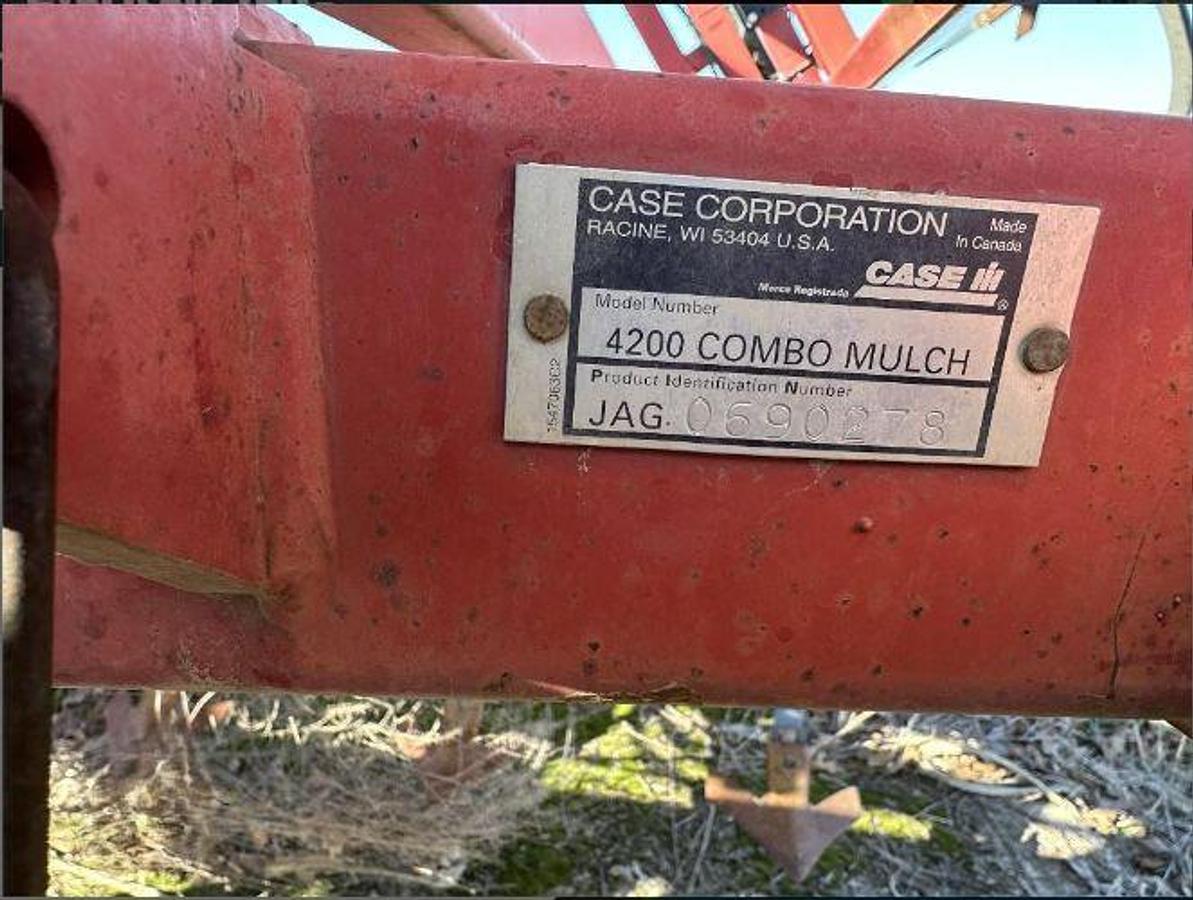 CASE CORPORATION
RACINE, WI 53404 U.S.A.
Made
In Canada
CASE IH
Marca Registrada
®
Model Number
4200 COMBO MULCH
Product Identification Number
JAG. 0690278